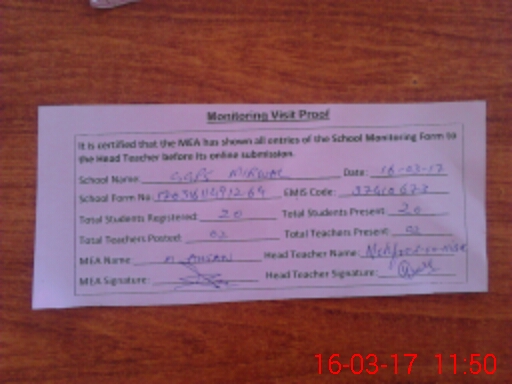 Monitoring Visit Proof
It is certified that the MEA has shown all entries of the School Monitoring Form to
the Head Teacher before its online submission.
School Name: GGPS Date: 16-03-17
School Form No: EMIS Code:
Total Students Registered: 20 Total Students Present: 20
Total Teachers Posted: 02 Total Teachers Present: 02
MEA Name Head Teacher Name:
MEA Signature: Head Teacher Signature:
16-03-17 11:50